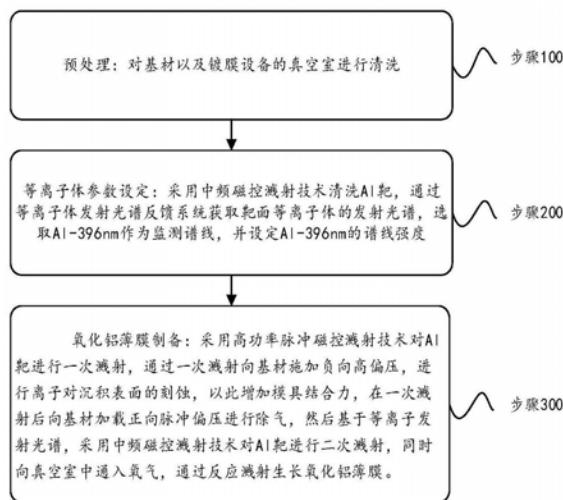 预处理：对基材以及镀膜设备的真空室进行清洗
步骤100
等离子体参数设定：采用中频磁控溅射技术清洗Al靶，通过
等离子体发射光谱反馈系统获取靶面等离子体的发射光谱，选
取Al-396nm作为监测谱线，并设定Al-396nm的谱线强度
步骤200
氧化铝薄膜制备：采用高功率脉冲磁控溅射技术对Al
靶进行一次溅射，通过一次溅射向基材施加负向高偏压，进
行离子对沉积表面的刻蚀，以此增加模具结合力，在一次溅
射后向基材加载正向脉冲偏压进行除气，然后基于等离子发
射光谱，采用中频磁控溅射技术对Al靶进行二次溅射，同时
向真空室中通入氧气，通过反应溅射生长氧化铝薄膜。
步骤300